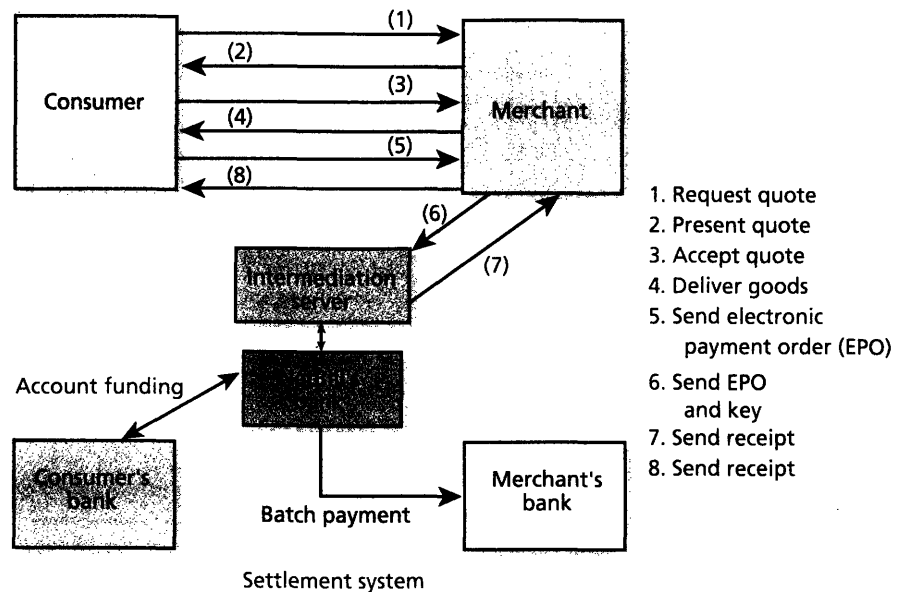 (1)
(2)
Consumer
(3)
Merchant
(4)
(5)
(8)
(6)
Intermediation
server
(7)
Account funding
Consumer's
bank
Merchant's
bank
Batch payment
Settlement system
1. Request quote
2. Present quote
3. Accept quote
4. Deliver goods
5. Send electronic
payment order (EPO)
6. Send EPO
and key
7. Send receipt
8. Send receipt